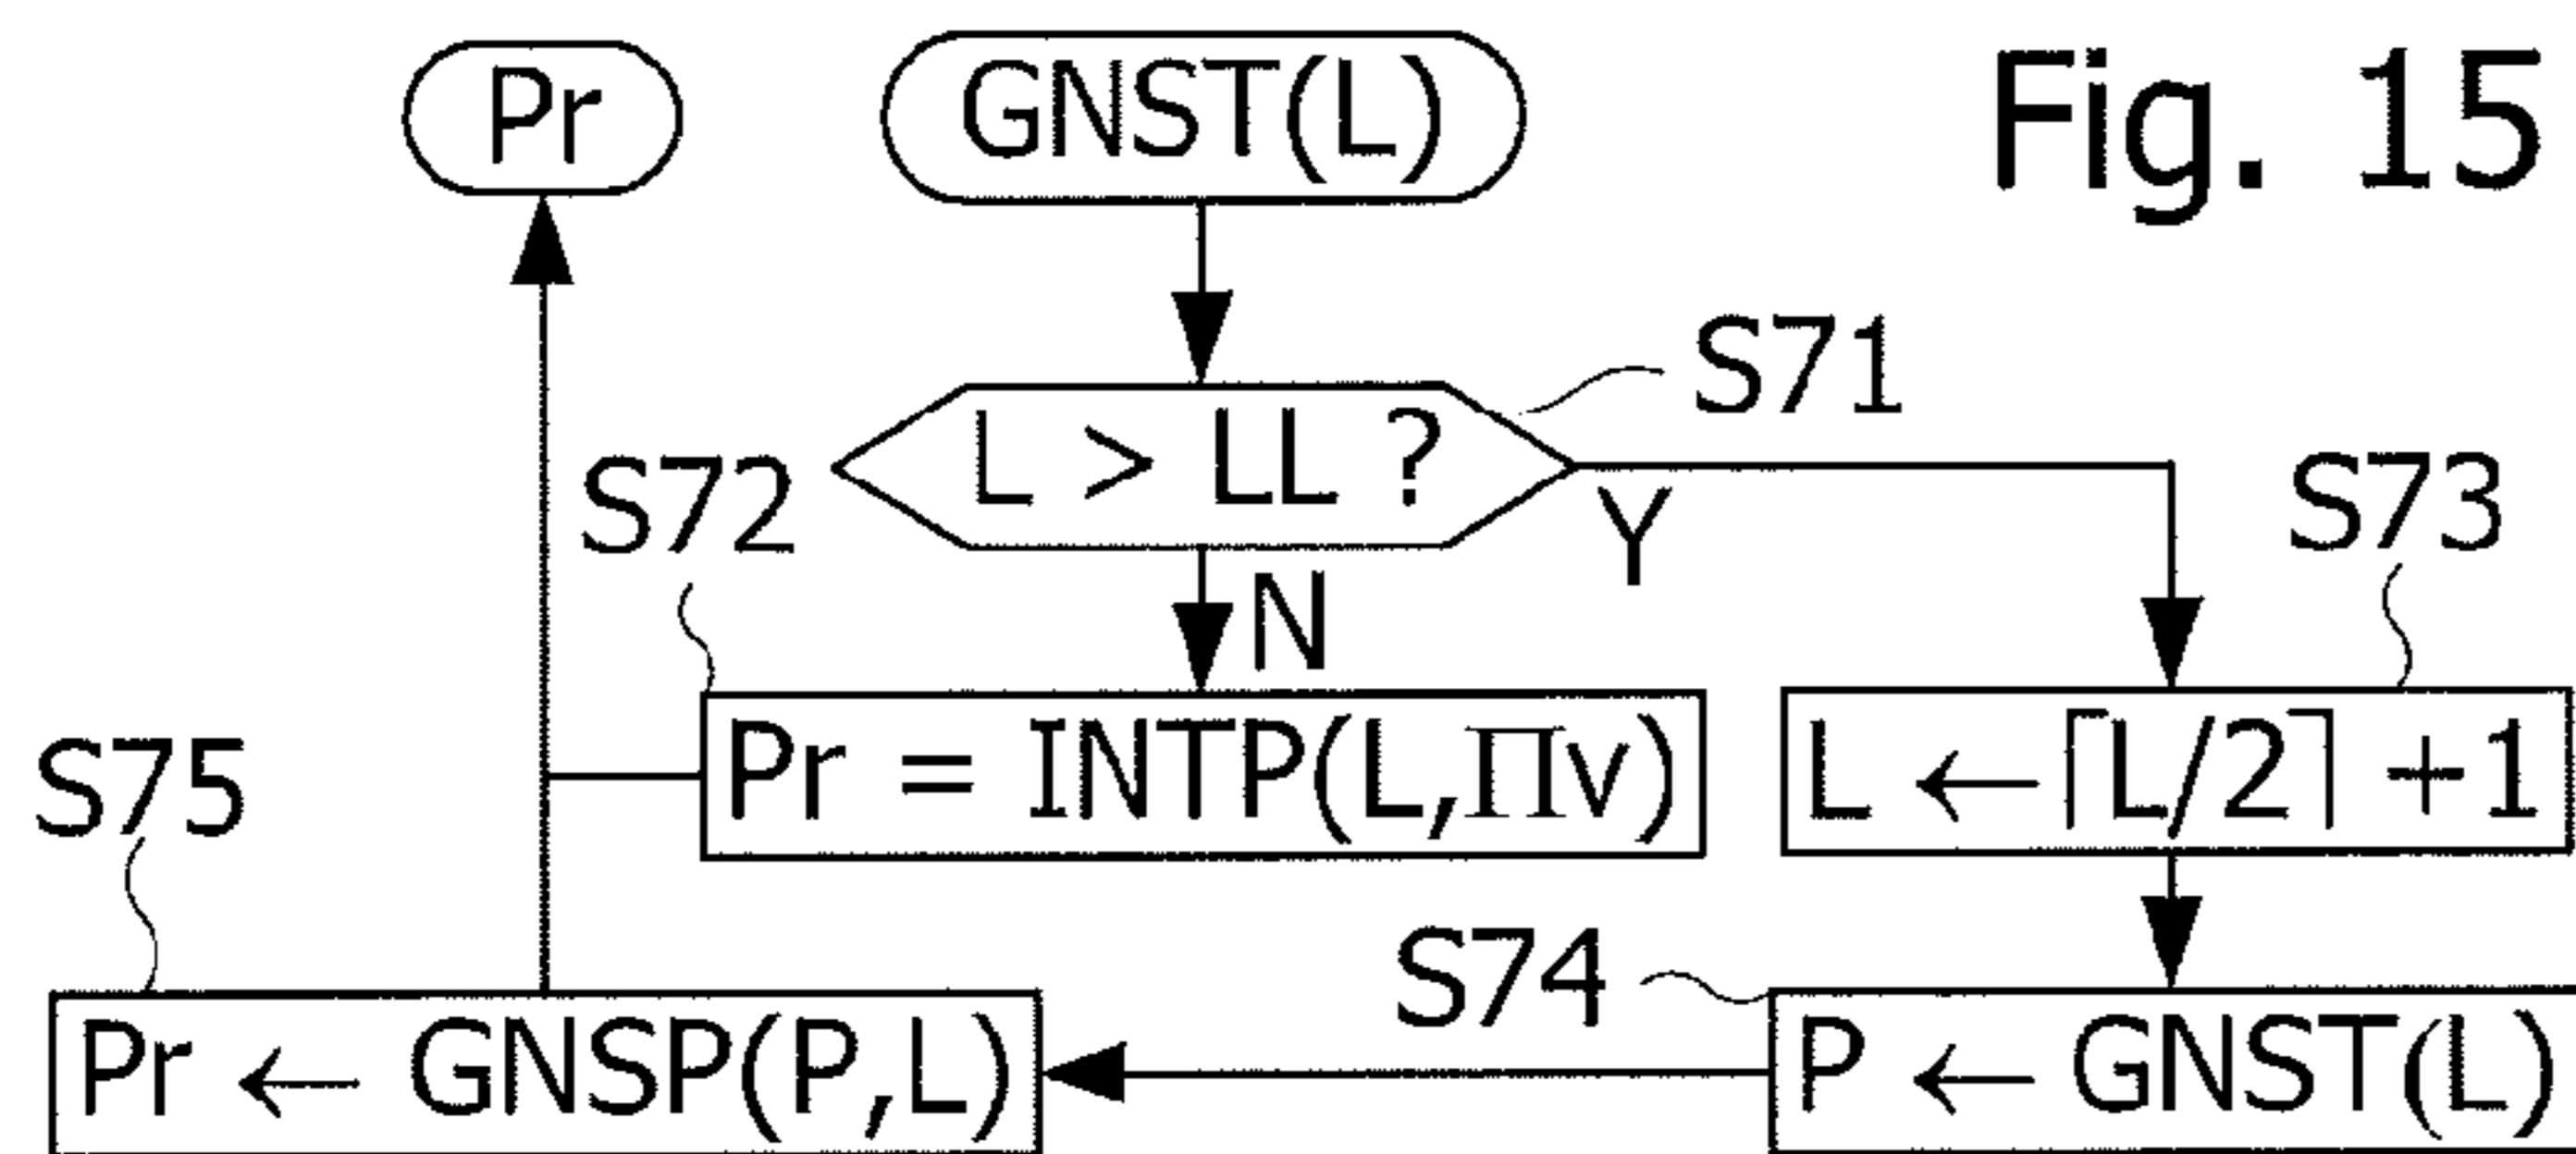 Fig. 15
Pr
GNST(L)
S71
L > LL ?
Y
N
S72
Pr = INTP(L,Πv)
S73
L ← ⌈L/2⌉ +1
S74
P ← GNST(L)
S75
Pr ← GNSP(P,L)